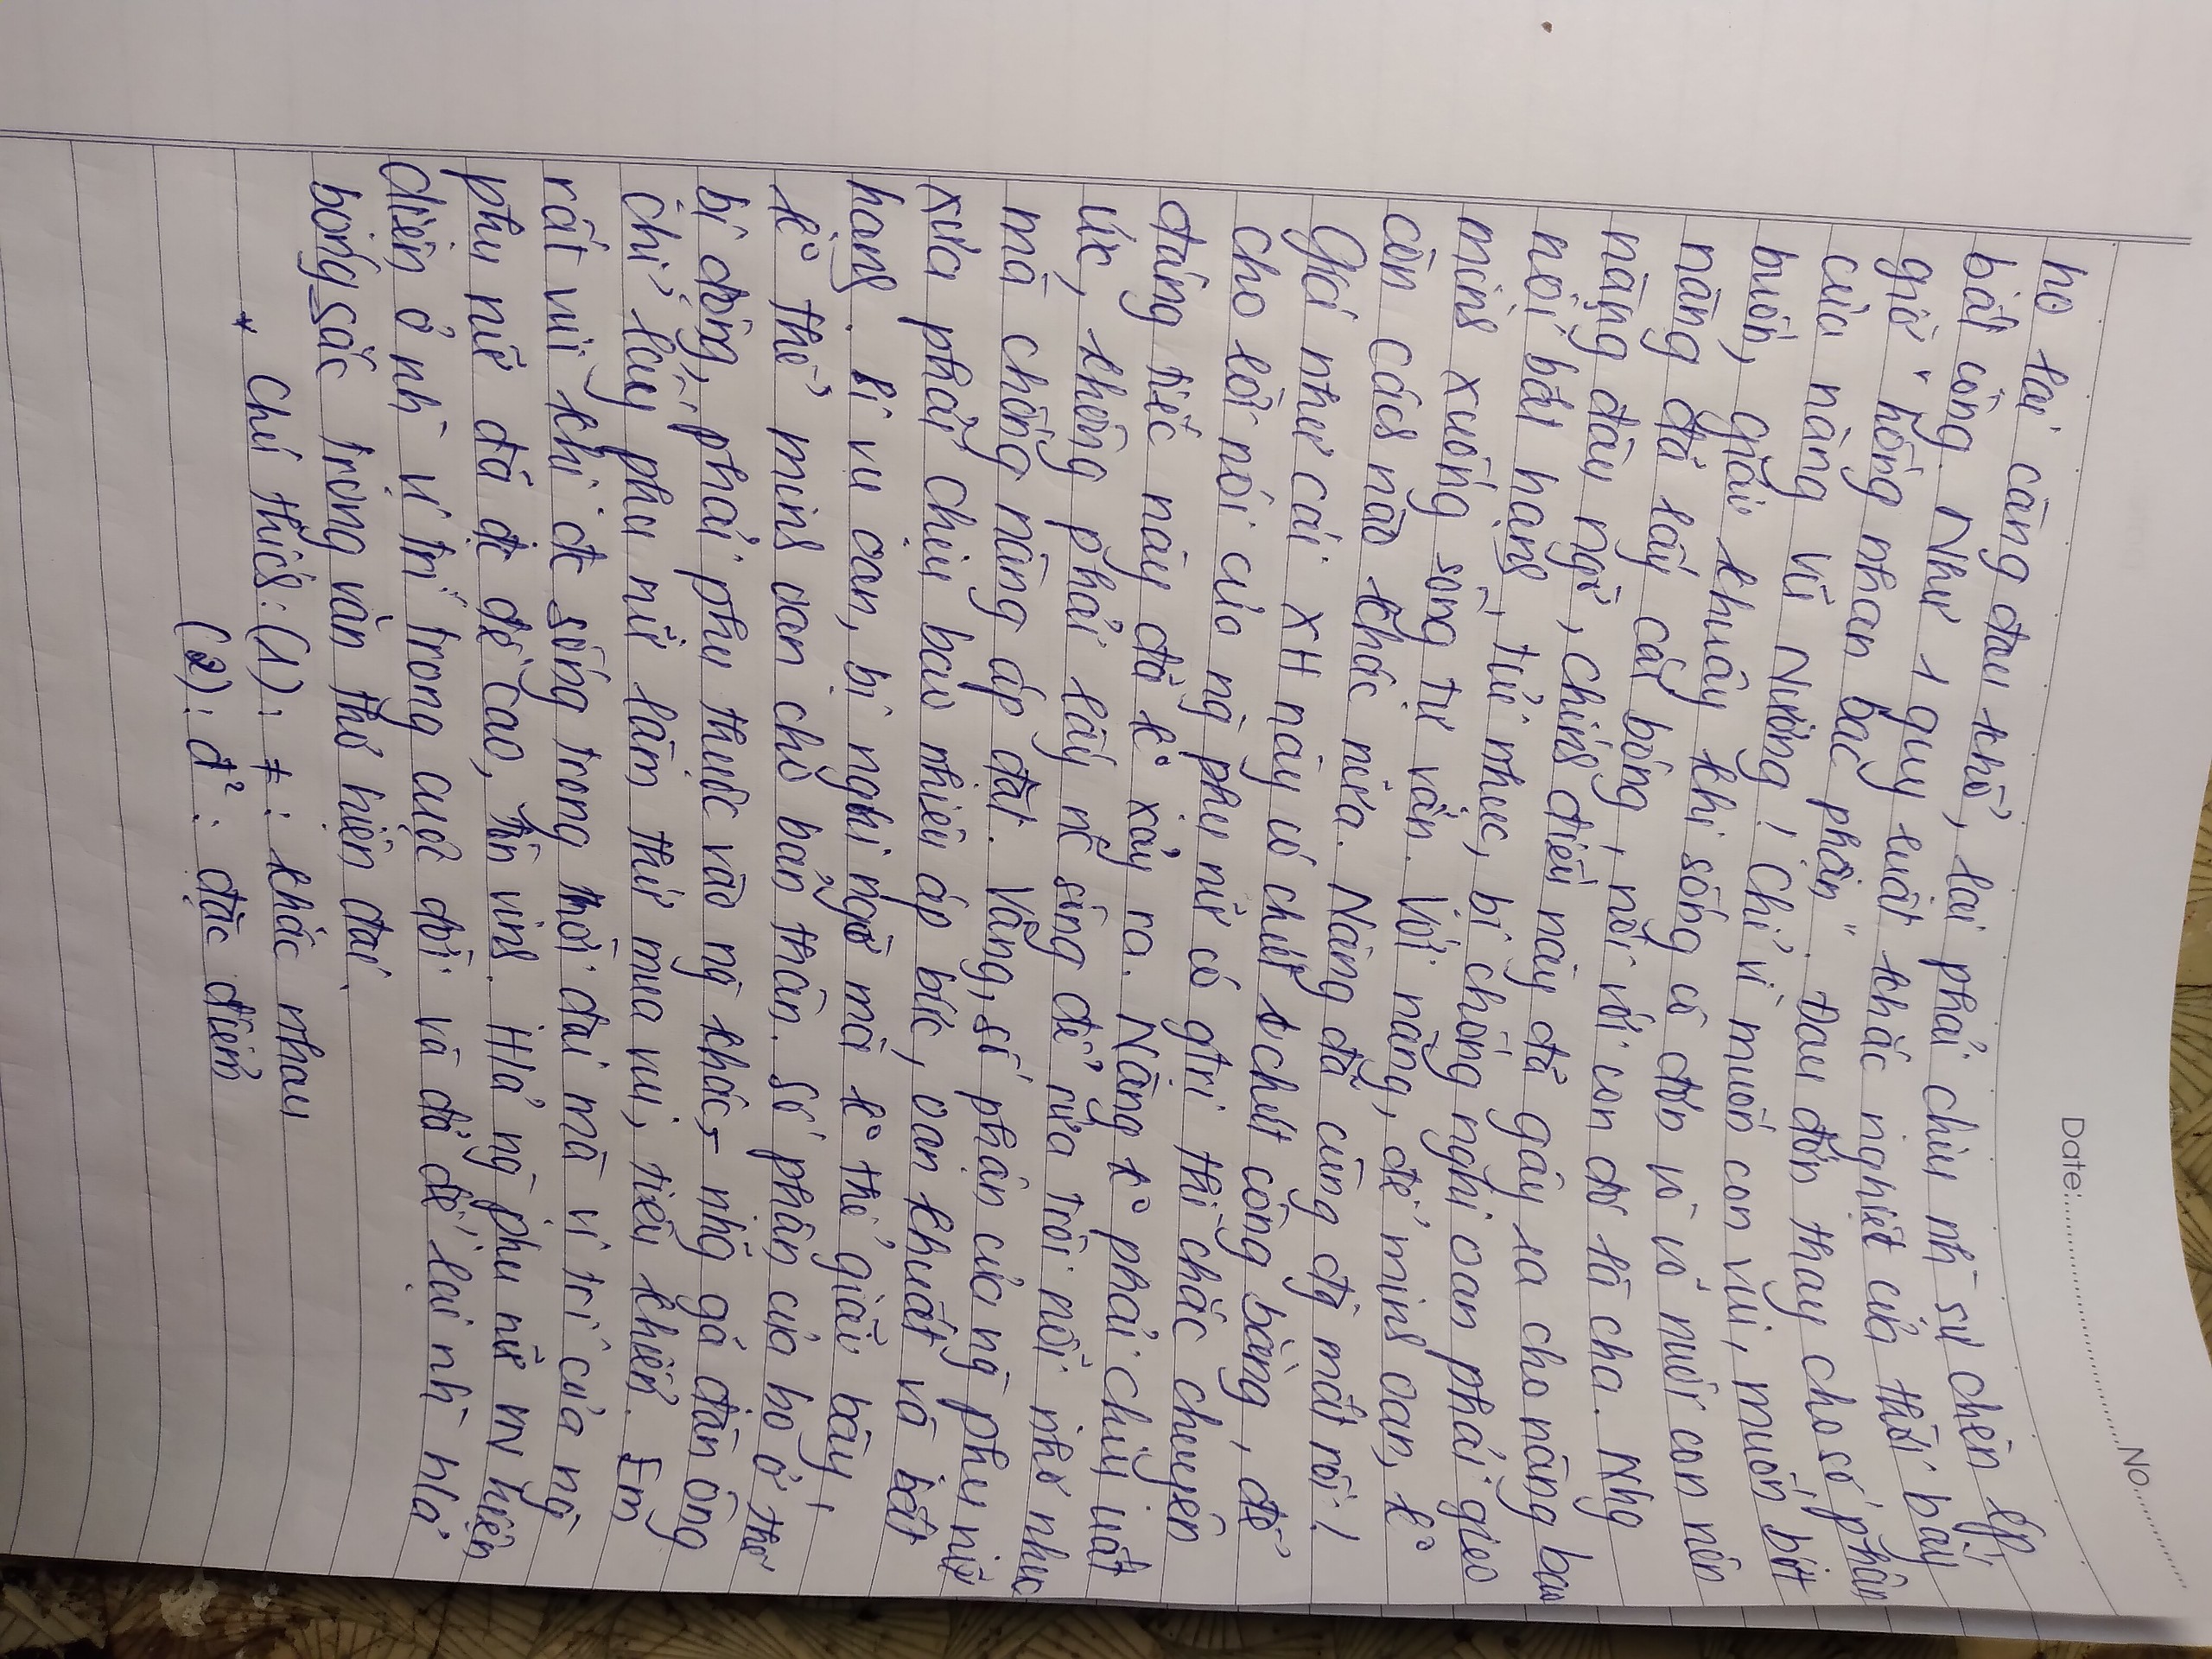 Date: No
họ lại càng đau khổ, lại phải chịu nh~ sự chèn ép,
bất công. Như 1 quy luật khắc nghiệt của thời bấy
giờ "hồng nhan bạc phận". Đau đớn thay cho số phận
của nàng Vũ Nương! Chỉ vì muốn con vui, muốn bớt
buồn, giải khuây khi sống cô đơn vò võ nuôi con nên
nàng đã lấy cái bóng, nói với con đó là cha. Nhg
nàng đâu ngờ, chính điều này đã gây ra cho nàng bao
nỗi bất hạnh, tủi nhục, bị chồng nghi oan phải gieo
mình xuống sông tự vẫn. Với nàng, để minh oan, ko
còn cách nào khác nữa. Nàng đã cùng đg mất rồi!
Giá như cái XH này có chút chút công bằng, để
cho lời nói của ng phụ nữ có gtrị thì chắc chuyện
đáng tiếc này đã ko xảy ra. Nàng ko phải chịu uất
ức, không phải lấy nc sông để rửa trôi nỗi nhơ nhục
mà chồng nàng áp đặt. Vâng, số phận của ng phụ nữ
xưa phải chịu bao nhiêu áp bức, oan khuất và bất
hạnh. Bị vu oan, bị nghi ngờ mà ko thể giãi bày,
ko thể minh oan cho bản thân. Số phận của họ ở thơ
bị động, phải phụ thuộc vào ng khác, nhg gã đàn ông
chỉ lấy phụ nữ làm thứ mua vui, tiêu khiển. Em
rất vui khi đc sống trong thời đại mà vị trí của ng
phụ nữ đã đc đề cao, tôn vinh. H/ả ng phụ nữ VN hiện
diện ở nh~ vị trí trong cuộc đời và đã để lại nh~ h/ả
bóng sắc trong văn thơ hiện đại.
* Chú thích: (1): ≠ : khác nhau
(2): đ² : đặc điểm